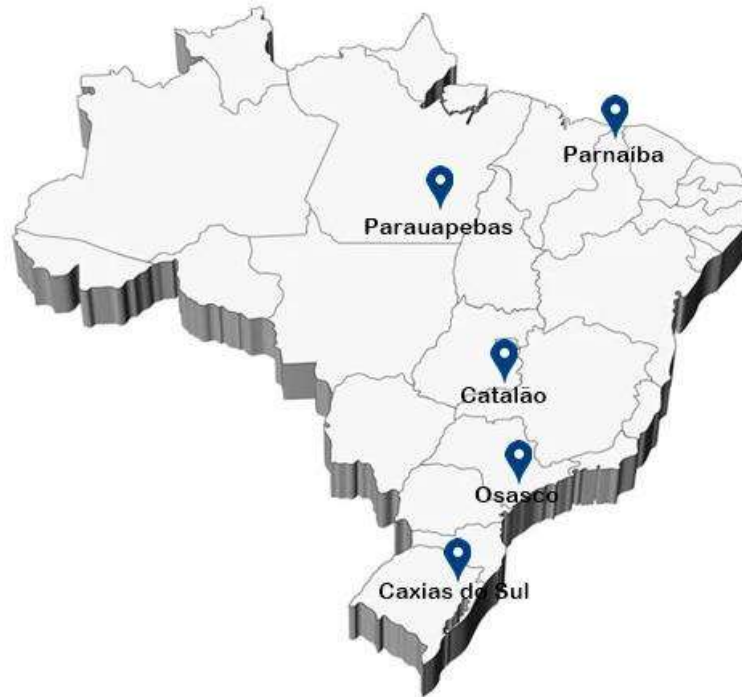 Parnaíba
Parauapebas
Catalão
Osasco
Caxias do Sul